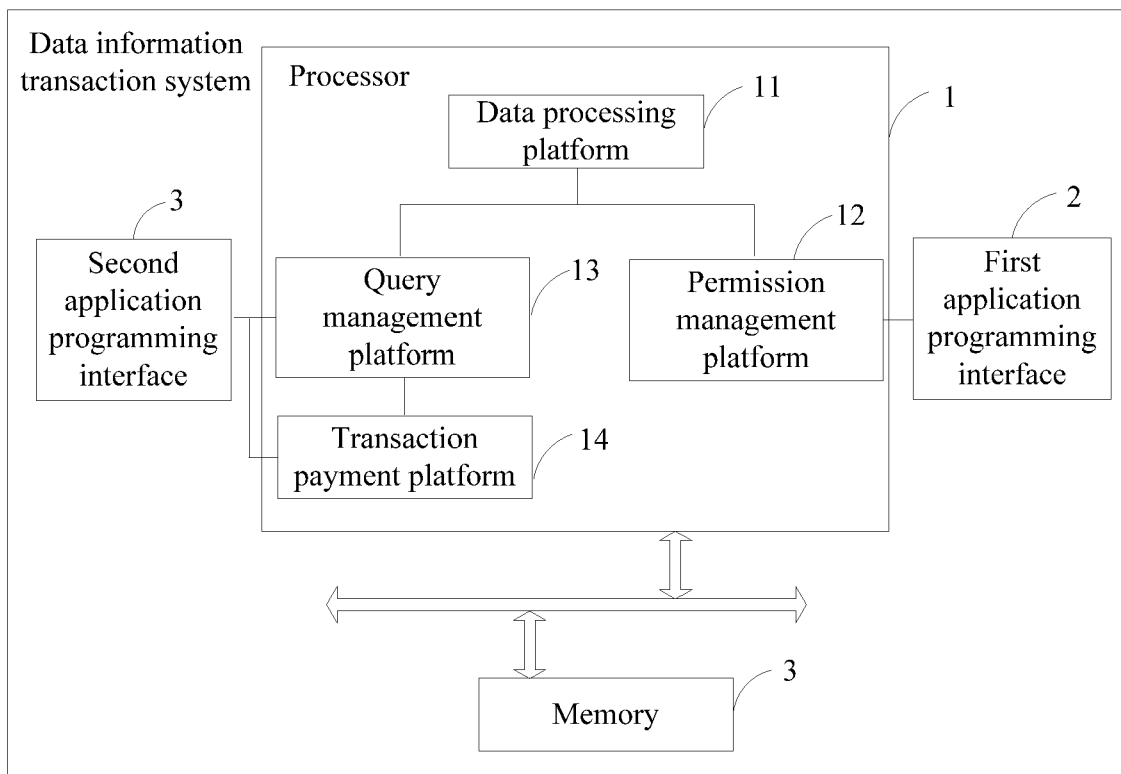 Data information
transaction system
Processor
11
1
Data processing
platform
3
12
2
Second
application
programming
interface
Query
management
platform
13
Permission
management
platform
First
application
programming
interface
Transaction
payment platform
14
3
Memory